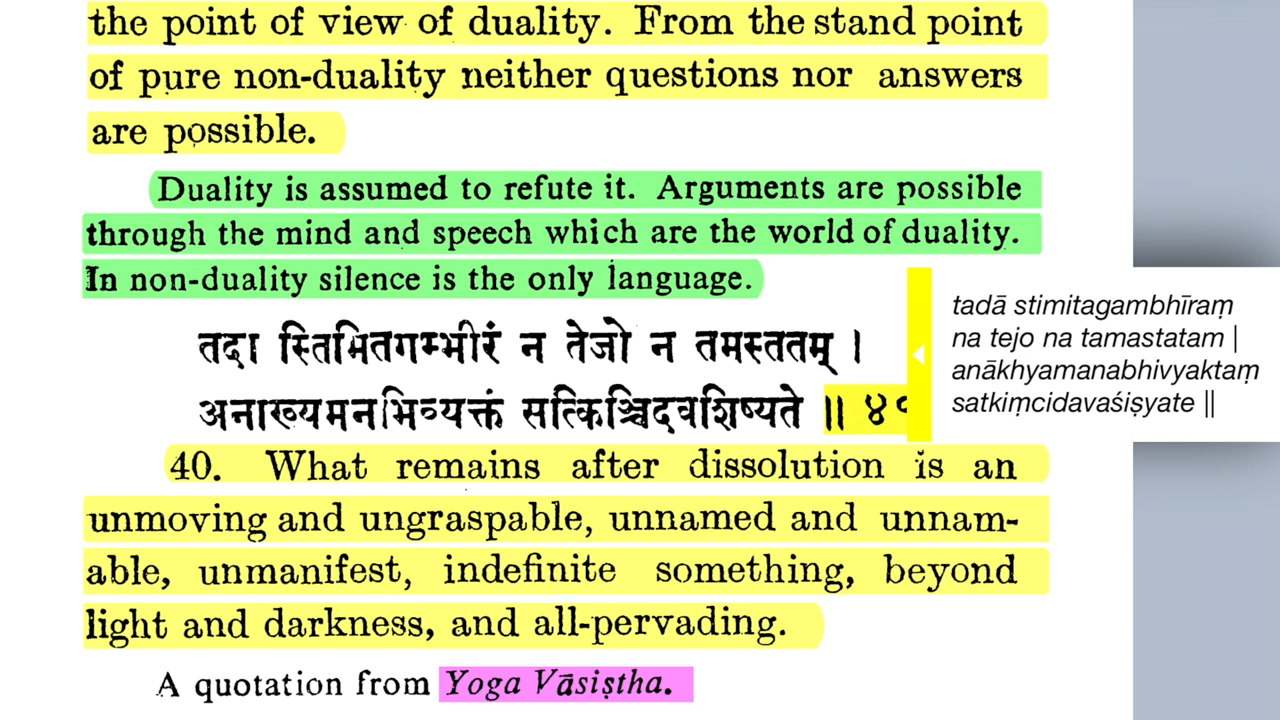 the point of view of duality. From the stand point
of pure non-duality neither questions nor answers
are possible.
Duality is assumed to refute it. Arguments are possible
through the mind and speech which are the world of duality.
In non-duality silence is the only language.
तदा स्तिमितगम्भीरं न तेजो न तमस्ततम् ।
अनाख्यमनभिव्यक्तं सत्किञ्चिदवशिष्यते ॥ ४
tadā stimitagambhīraṃ
na tejo na tamastatam |
anākhyamanabhivyaktaṃ
satkiṃcidavaśiṣyate ||
40. What remains after dissolution is an
unmoving and ungraspable, unnamed and unnam-
able, unmanifest, indefinite something, beyond
light and darkness, and all-pervading.
A quotation from Yoga Vāsiṣtha.